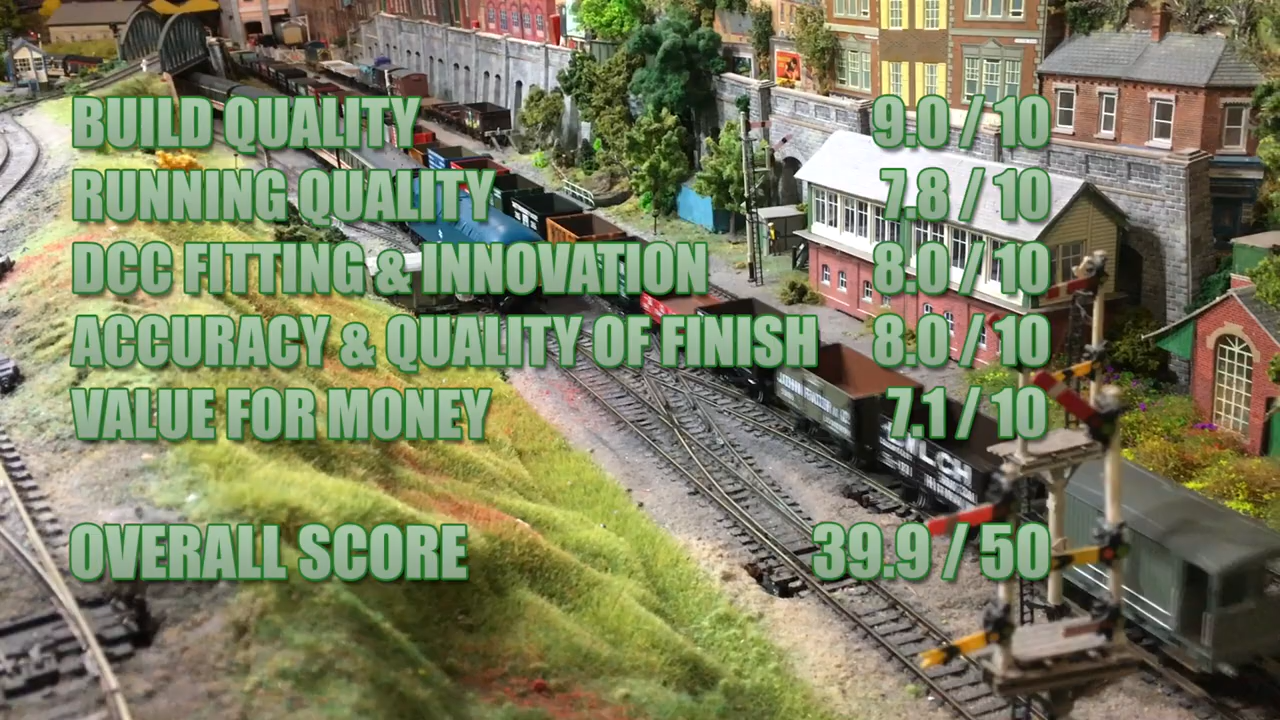 BUILD QUALITY 9.0 / 10
RUNNING QUALITY 7.8 / 10
DCC FITTING & INNOVATION 8.0 / 10
ACCURACY & QUALITY OF FINISH 8.0 / 10
VALUE FOR MONEY 7.1 / 10
OVERALL SCORE 39.9 / 50